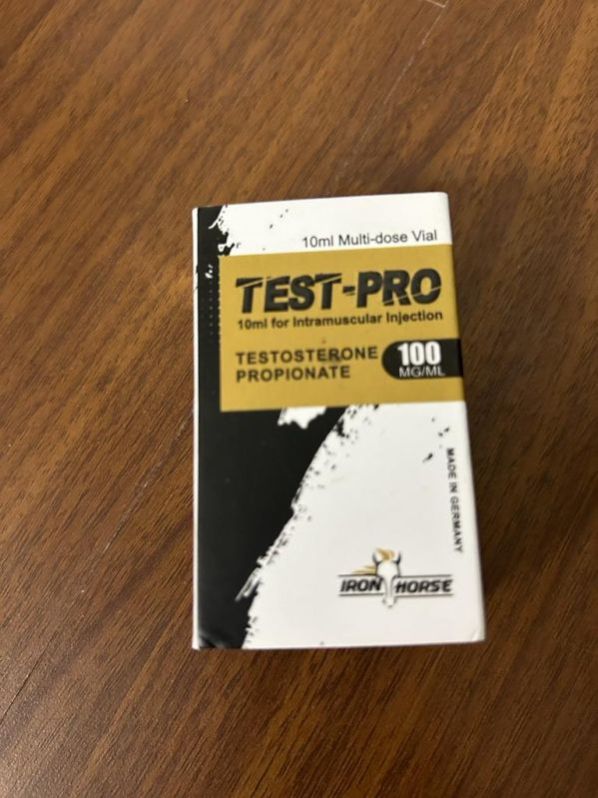 10ml Multi-dose Vial
TEST-PRO
10ml for Intramuscular Injection
TESTOSTERONE
PROPIONATE
100
MG/ML
MADE IN GERMANY
IRON HORSE